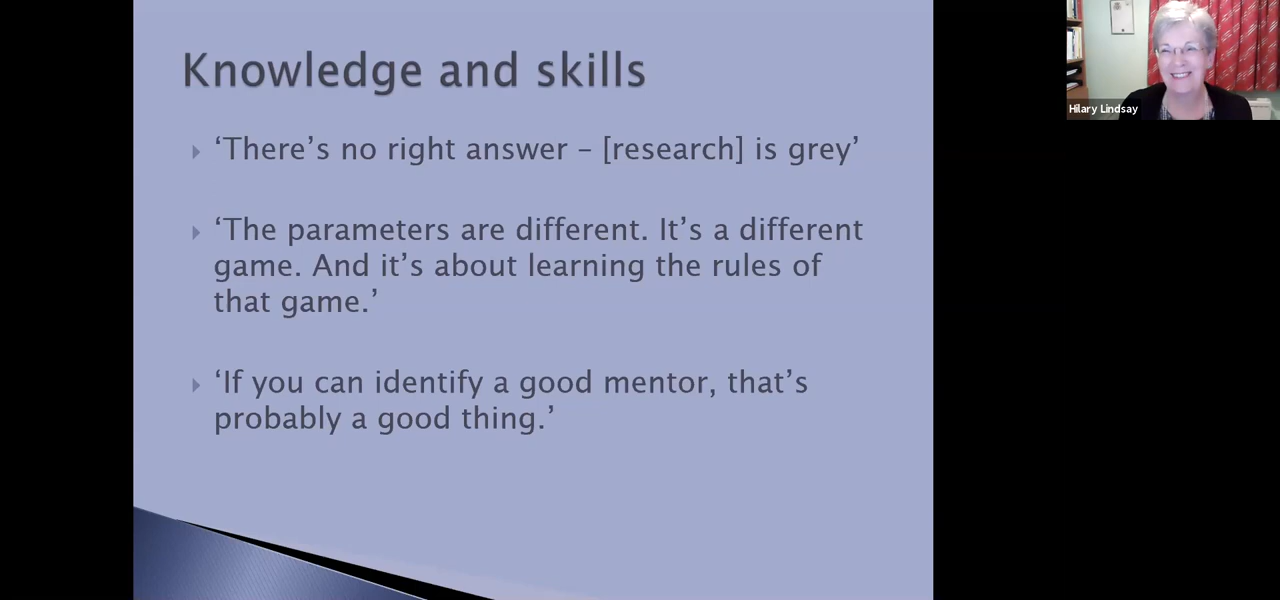 Knowledge and skills
‘There’s no right answer – [research] is grey’
‘The parameters are different. It’s a different
game. And it’s about learning the rules of
that game.’
‘If you can identify a good mentor, that’s
probably a good thing.’
Hilary Lindsay